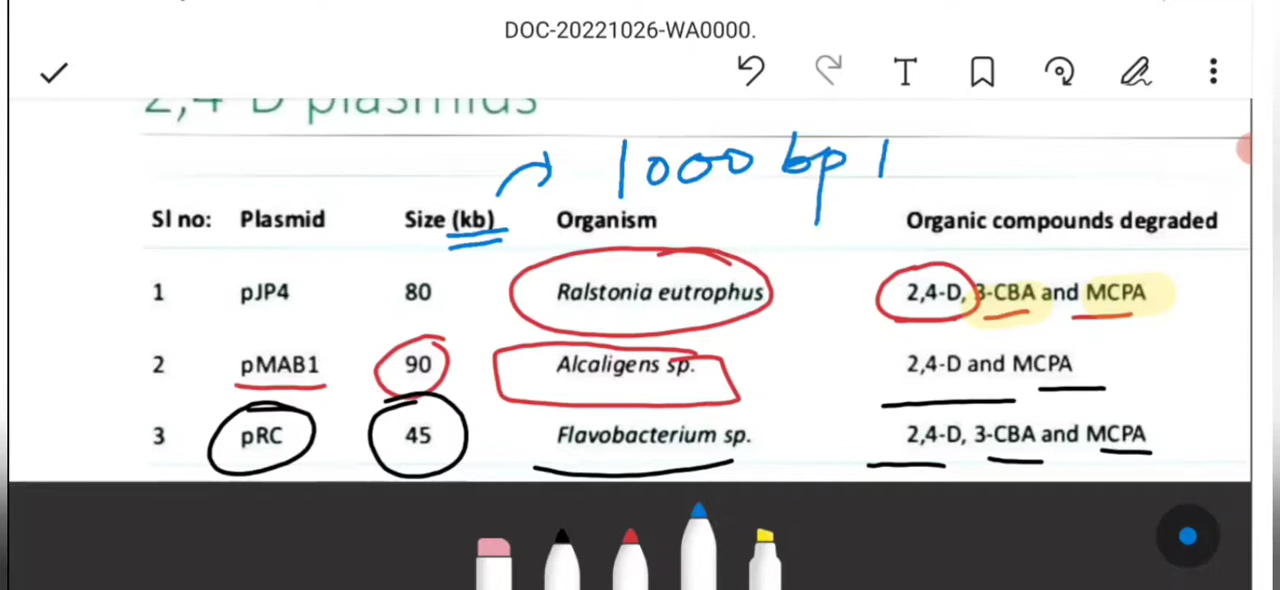 DOC-20221026-WA0000.
T
2,4 D plasmids
1000 bp 1
Sl no: Plasmid Size (kb) Organism Organic compounds degraded
1 pJP4 80 Ralstonia eutrophus 2,4-D, 3-CBA and MCPA
2 pMAB1 90 Alcaligens sp. 2,4-D and MCPA
3 pRC 45 Flavobacterium sp. 2,4-D, 3-CBA and MCPA